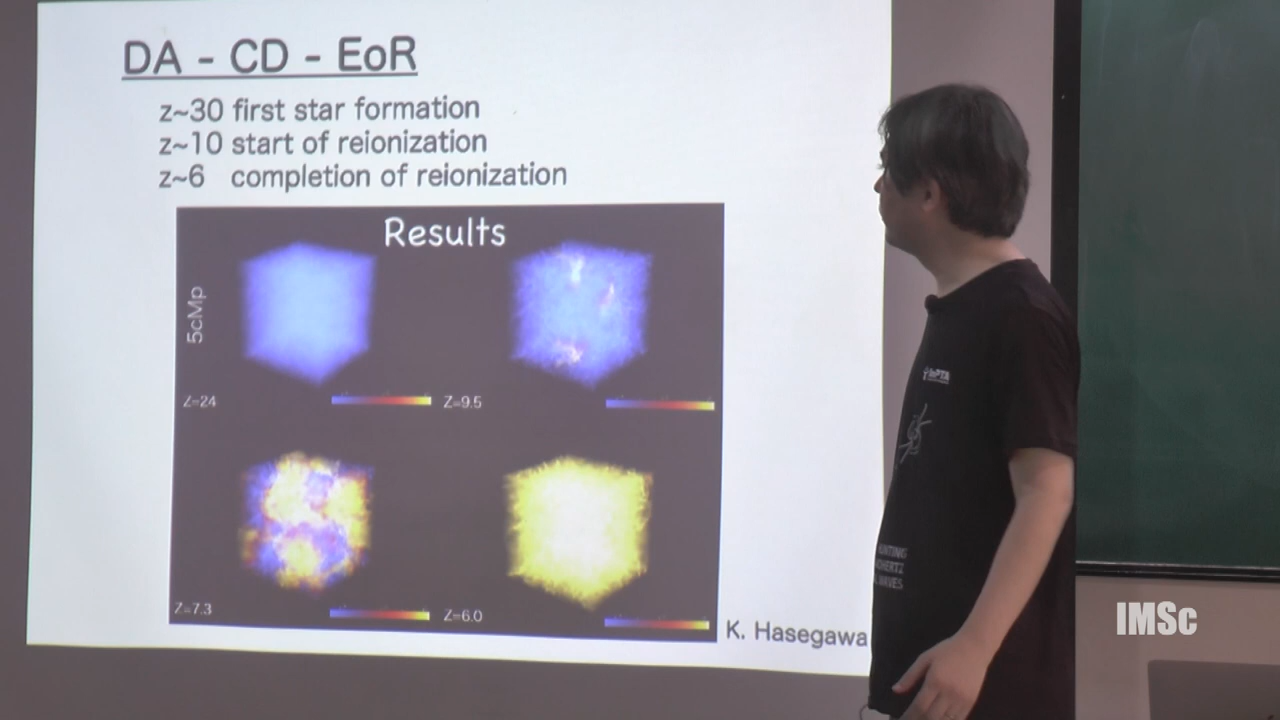 DA - CD - EoR
z~30 first star formation
z~10 start of reionization
z~6 completion of reionization
Results
5cMp
Z=24
Z=9.5
Z=7.3
Z=6.0
K. Hasegawa
InPTA
IMSc